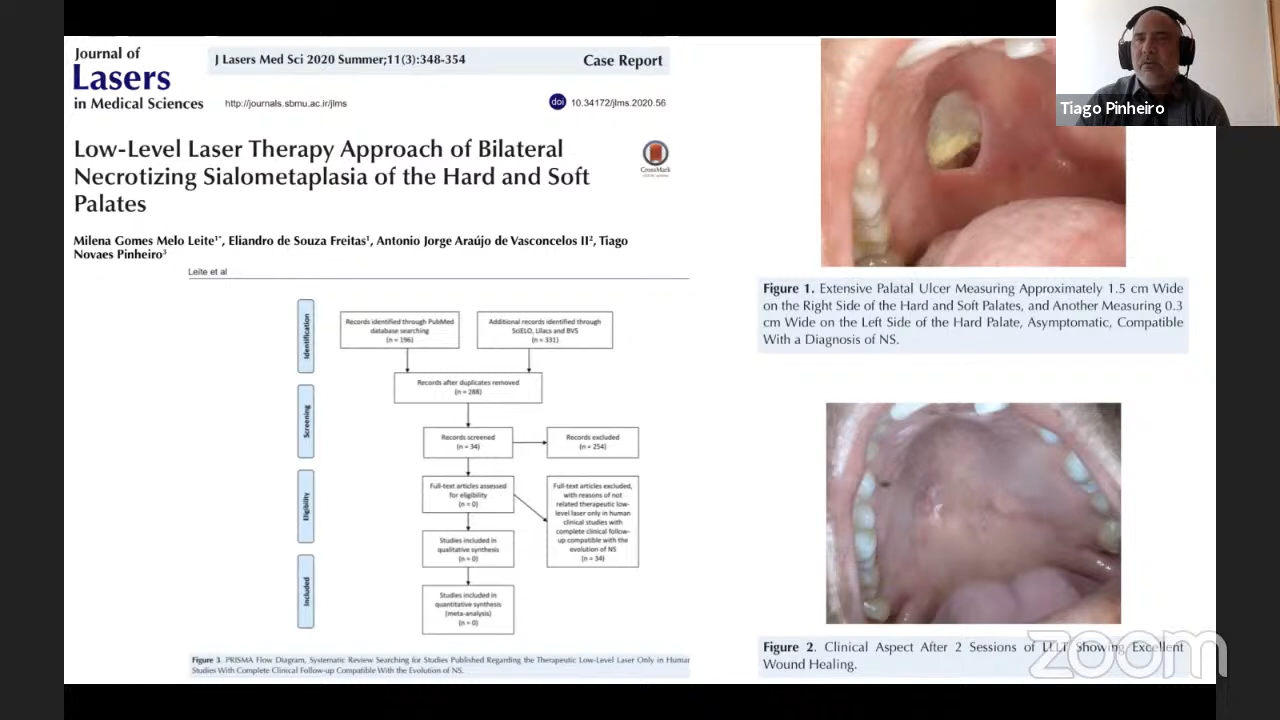 Journal of
Lasers
in Medical Sciences
J Lasers Med Sci 2020 Summer;11(3):348-354
Case Report
http://journals.sbmu.ac.ir/jlms
doi 10.34172/jlms.2020.56
Low-Level Laser Therapy Approach of Bilateral
Necrotizing Sialometaplasia of the Hard and Soft
Palates
CrossMark
Milena Gomes Melo Leite¹*, Eliandro de Souza Freitas¹, Antonio Jorge Araújo de Vasconcelos II², Tiago
Novaes Pinheiro³
Leite et al
Identification
Records identified through PubMed
database searching
(n = 196)
Additional records identified through
SciELO, Lilacs and BVS
(n = 331)
Records after duplicates removed
(n = 288)
Screening
Records screened
(n = 34)
Records excluded
(n = 254)
Eligibility
Full-text articles assessed
for eligibility
(n = 0)
Full-text articles excluded,
with reasons of not
related therapeutic low-
level laser only in human
clinical studies with
complete clinical follow-
up compatible with the
evolution of NS
(n = 34)
Studies included in
qualitative synthesis
(n = 0)
Included
Studies included in
quantitative synthesis
(meta-analysis)
(n = 0)
Figure 3. PRISMA Flow Diagram, Systematic Review Searching for Studies Published Regarding the Therapeutic Low-Level Laser Only in Human
Studies With Complete Clinical Follow-up Compatible With the Evolution of NS.
Tiago Pinheiro
Figure 1. Extensive Palatal Ulcer Measuring Approximately 1.5 cm Wide
on the Right Side of the Hard and Soft Palates, and Another Measuring 0.3
cm Wide on the Left Side of the Hard Palate, Asymptomatic, Compatible
With a Diagnosis of NS.
Figure 2. Clinical Aspect After 2 Sessions of LLLT Showing Excellent
Wound Healing.
zoom